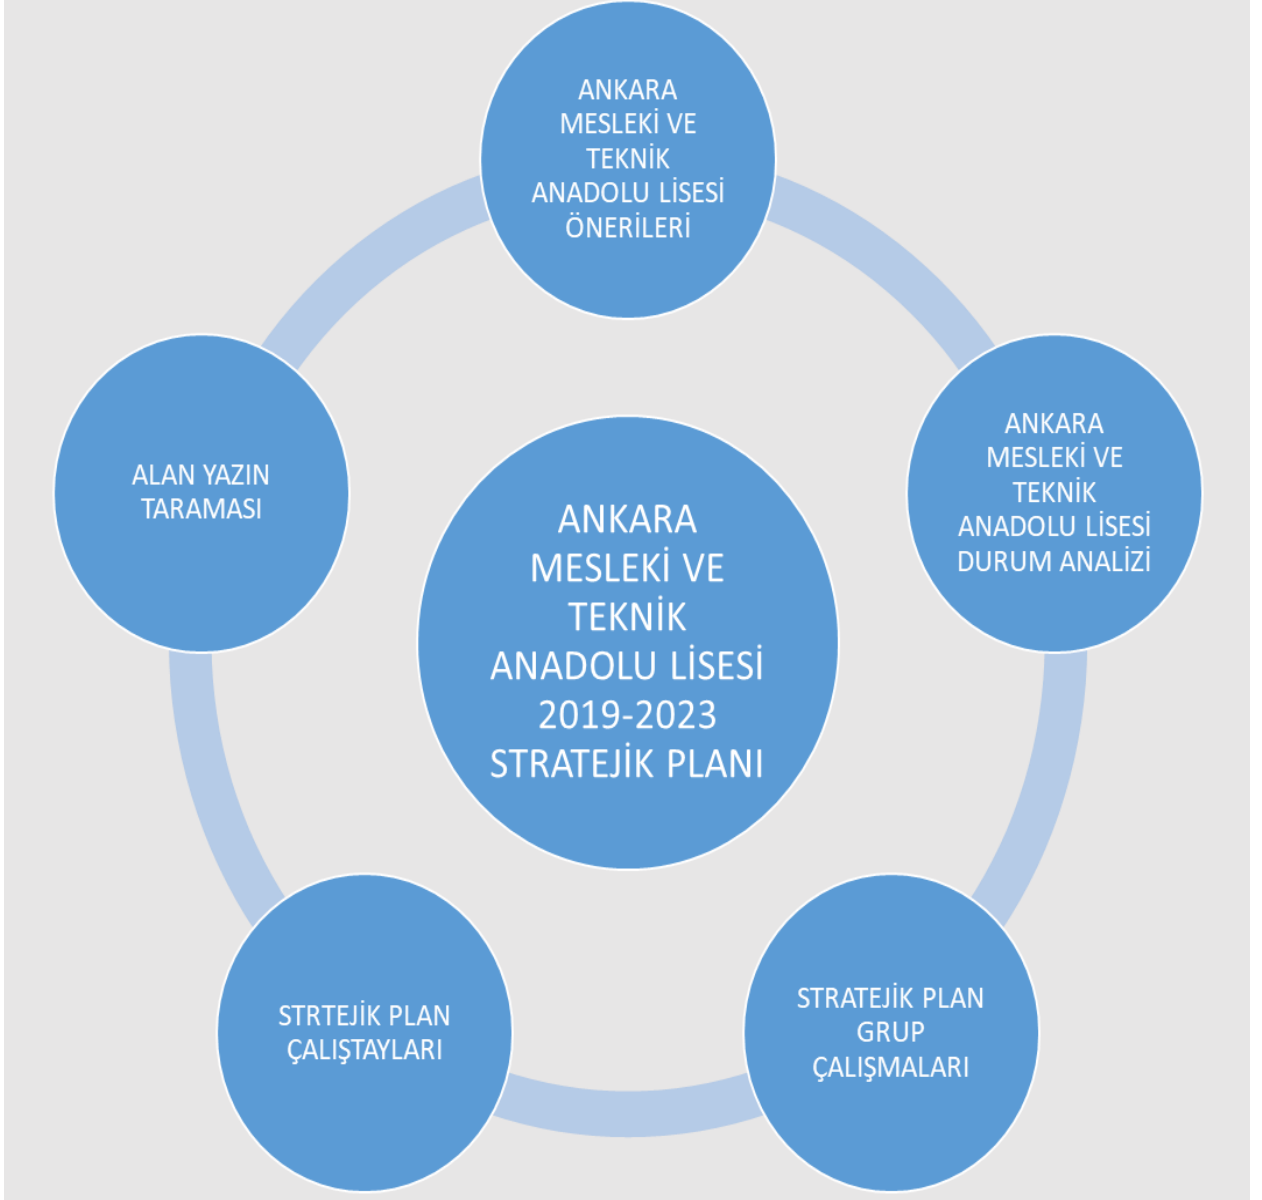 ANKARA
MESLEKİ VE
TEKNİK
ANADOLU LİSESİ
ÖNERİLERİ
ANKARA
MESLEKİ VE
TEKNİK
ANADOLU LİSESİ
DURUM ANALİZİ
ALAN YAZIN
TARAMASI
ANKARA
MESLEKİ VE
TEKNİK
ANADOLU LİSESİ
2019-2023
STRATEJİK PLANI
STRATEJİK PLAN
GRUP
ÇALIŞMALARI
STRTEJİK PLAN
ÇALIŞTAYLARI